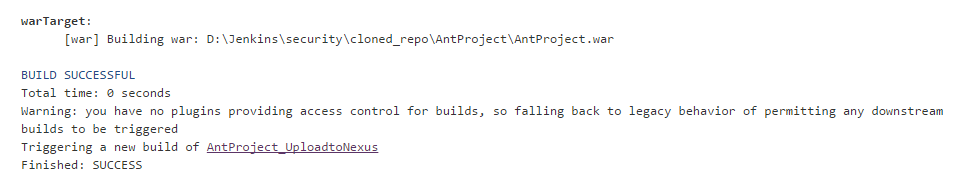 warTarget:
[war] Building war: D:\Jenkins\security\cloned_repo\AntProject\AntProject.war
BUILD SUCCESSFUL
Total time: 0 seconds
Warning: you have no plugins providing access control for builds, so falling back to legacy behavior of permitting any downstream
builds to be triggered
Triggering a new build of AntProject_UploadtoNexus
Finished: SUCCESS